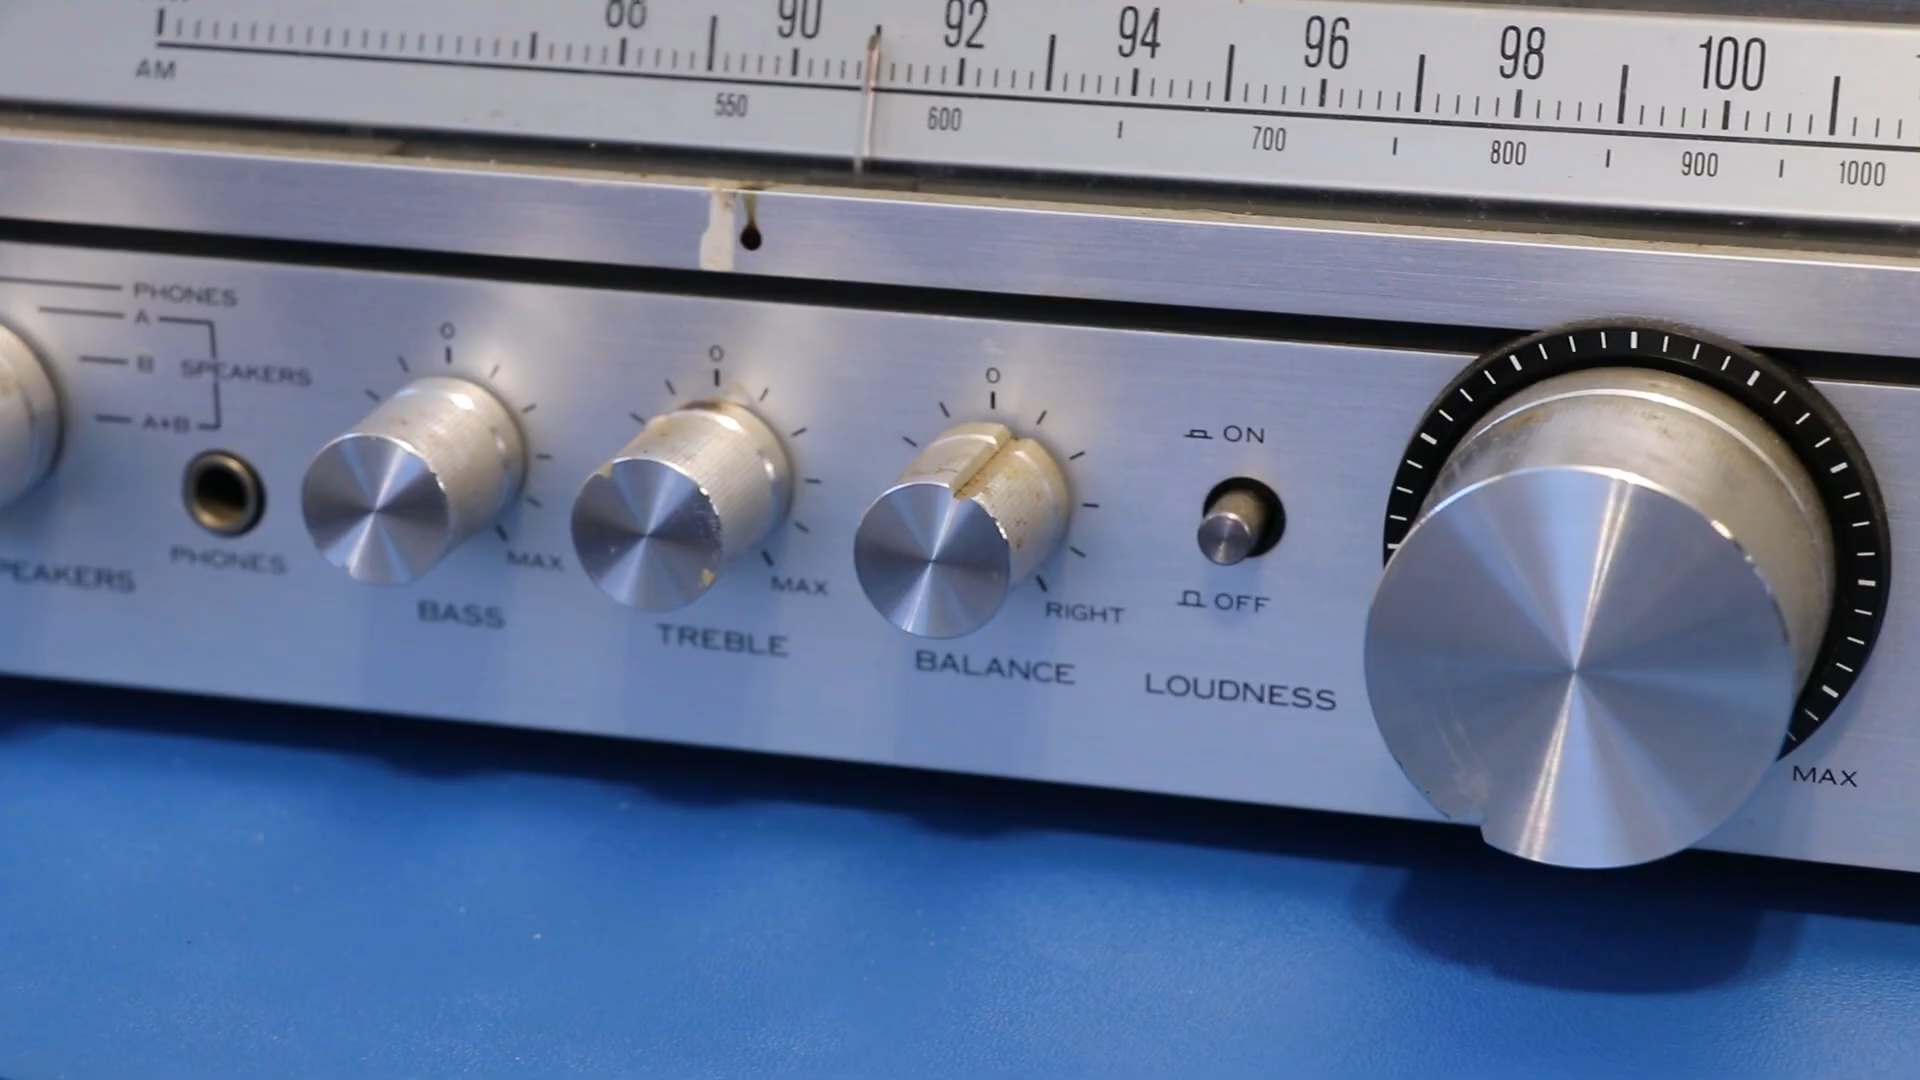 88 90 92 94 96 98 100
AM
550 600 700 800 900 1000
PHONES
A
B SPEAKERS
A+B
PHONES
0
MAX
BASS
0
MAX
TREBLE
0
RIGHT
BALANCE
ON
OFF
LOUDNESS
MAX